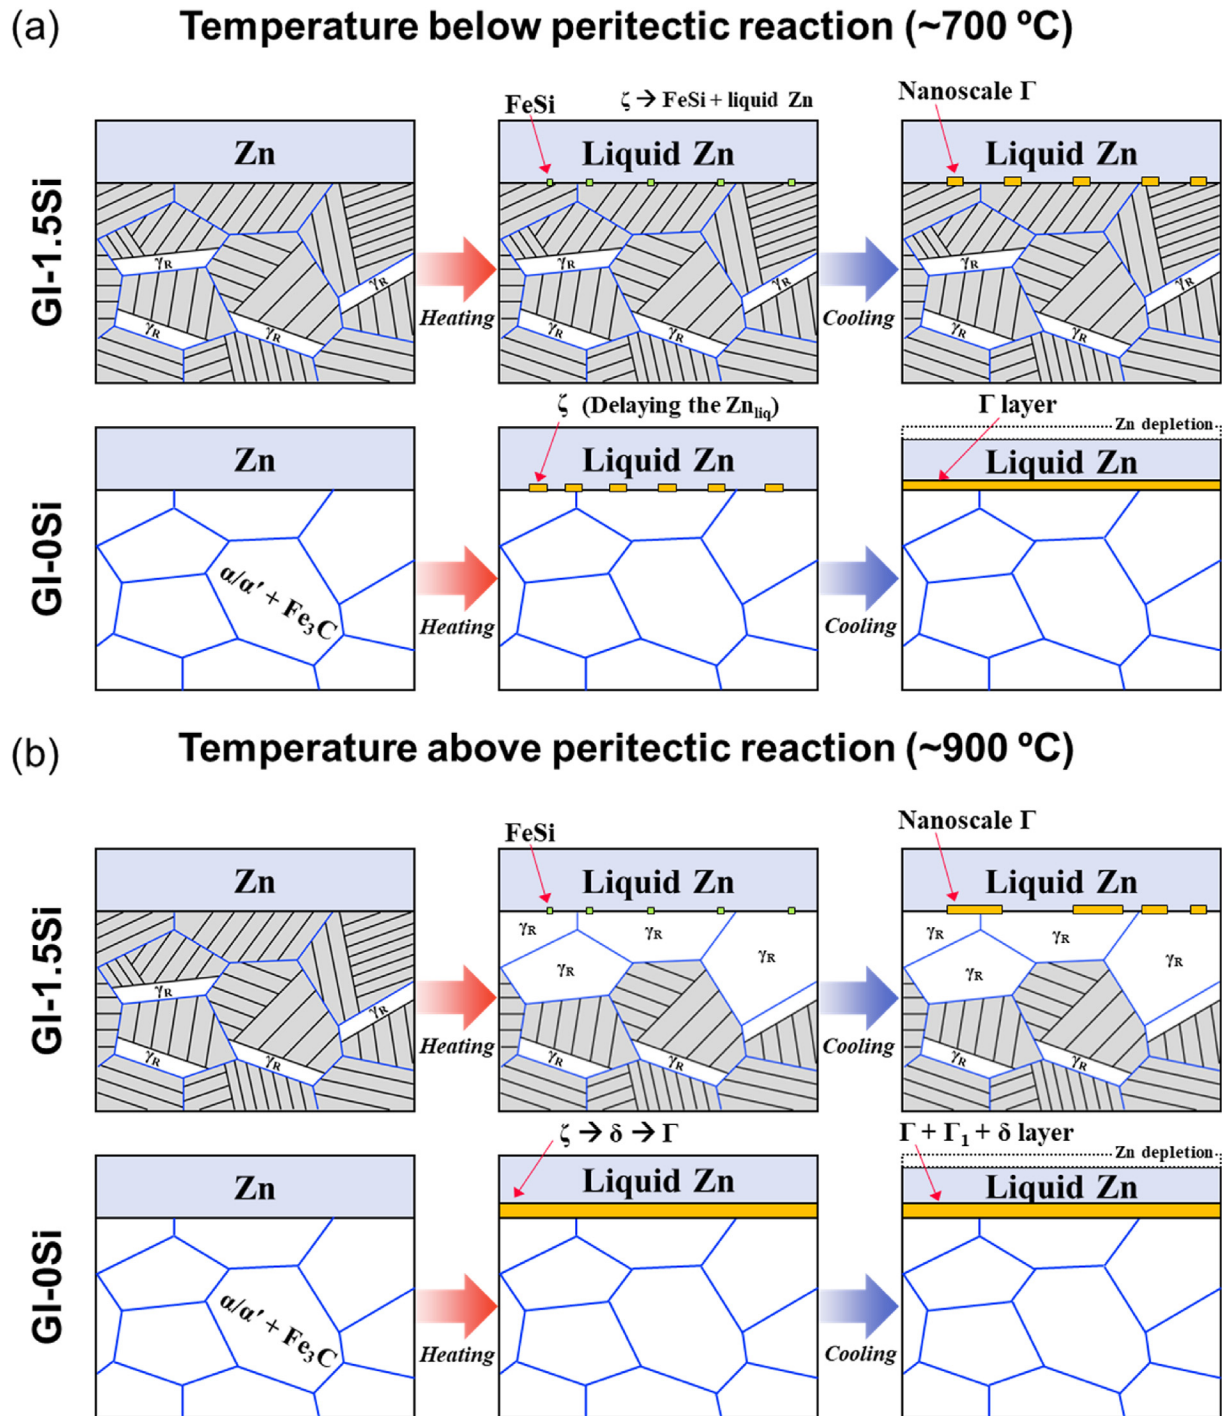 (a) Temperature below peritectic reaction (~700 ºC)
GI-1.5Si
Zn
γR
γR
γR
γR
Heating
FeSi
ζ → FeSi + liquid Zn
Liquid Zn
γR
γR
γR
γR
Cooling
Nanoscale Γ
Liquid Zn
γR
γR
γR
γR
GI-0Si
Zn
α/α′ + Fe₃C
Heating
ζ (Delaying the Znliq)
Liquid Zn
Cooling
Γ layer
Zn depletion
Liquid Zn
(b) Temperature above peritectic reaction (~900 ºC)
GI-1.5Si
Zn
γR
γR
γR
γR
Heating
FeSi
Liquid Zn
γR
γR
γR
γR
γR
γR
Cooling
Nanoscale Γ
Liquid Zn
γR
γR
γR
γR
γR
γR
GI-0Si
Zn
α/α′ + Fe₃C
Heating
ζ → δ → Γ
Liquid Zn
Cooling
Γ + Γ₁ + δ layer
Zn depletion
Liquid Zn